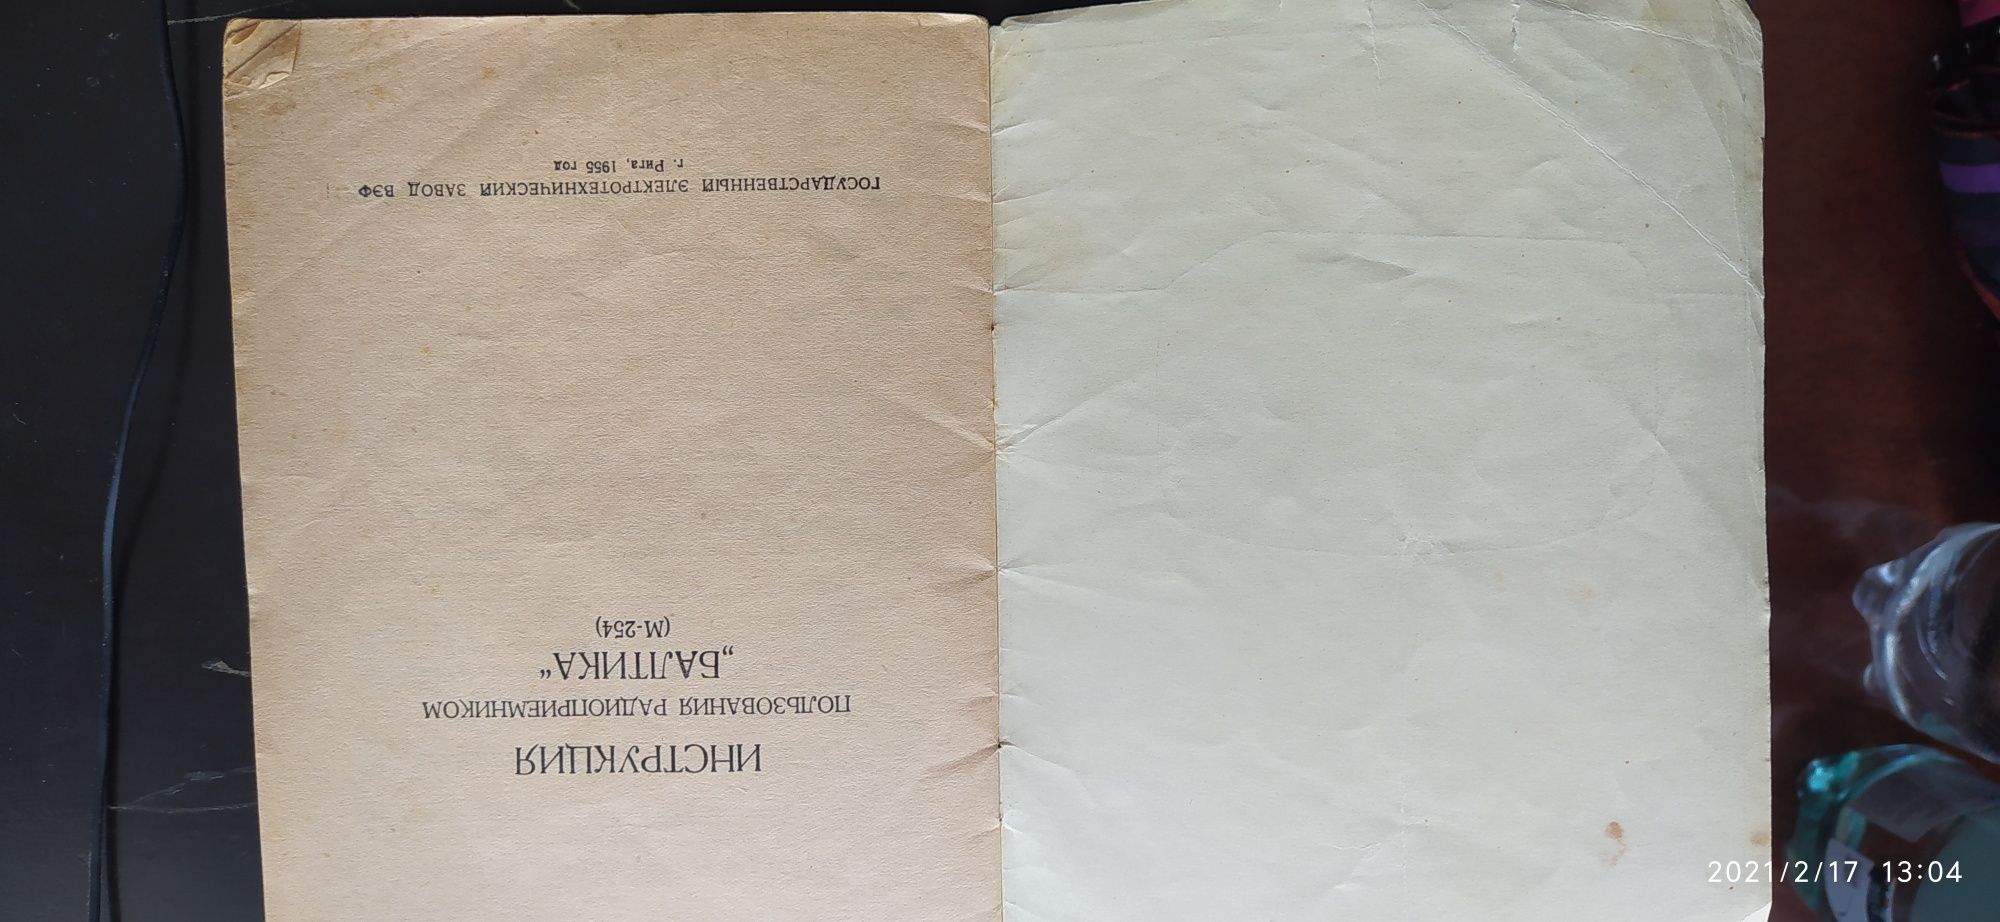 ИНСТРУКЦИЯ
ПОЛЬЗОВАНИЯ РАДИОПРИЕМНИКОМ
„БАЛТИКА“
(М-254)
ГОСУДАРСТВЕННЫЙ ЭЛЕКТРОТЕХНИЧЕСКИЙ ЗАВОД ВЭФ
г. Рига, 1955 год
2021/2/17 13:04